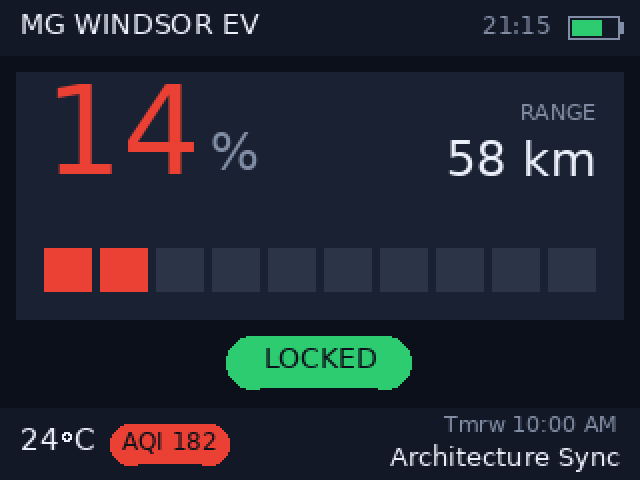 MG WINDSOR EV
21:15
14 %
RANGE
58 km
LOCKED
24°C
AQI 182
Tmrw 10:00 AM
Architecture Sync